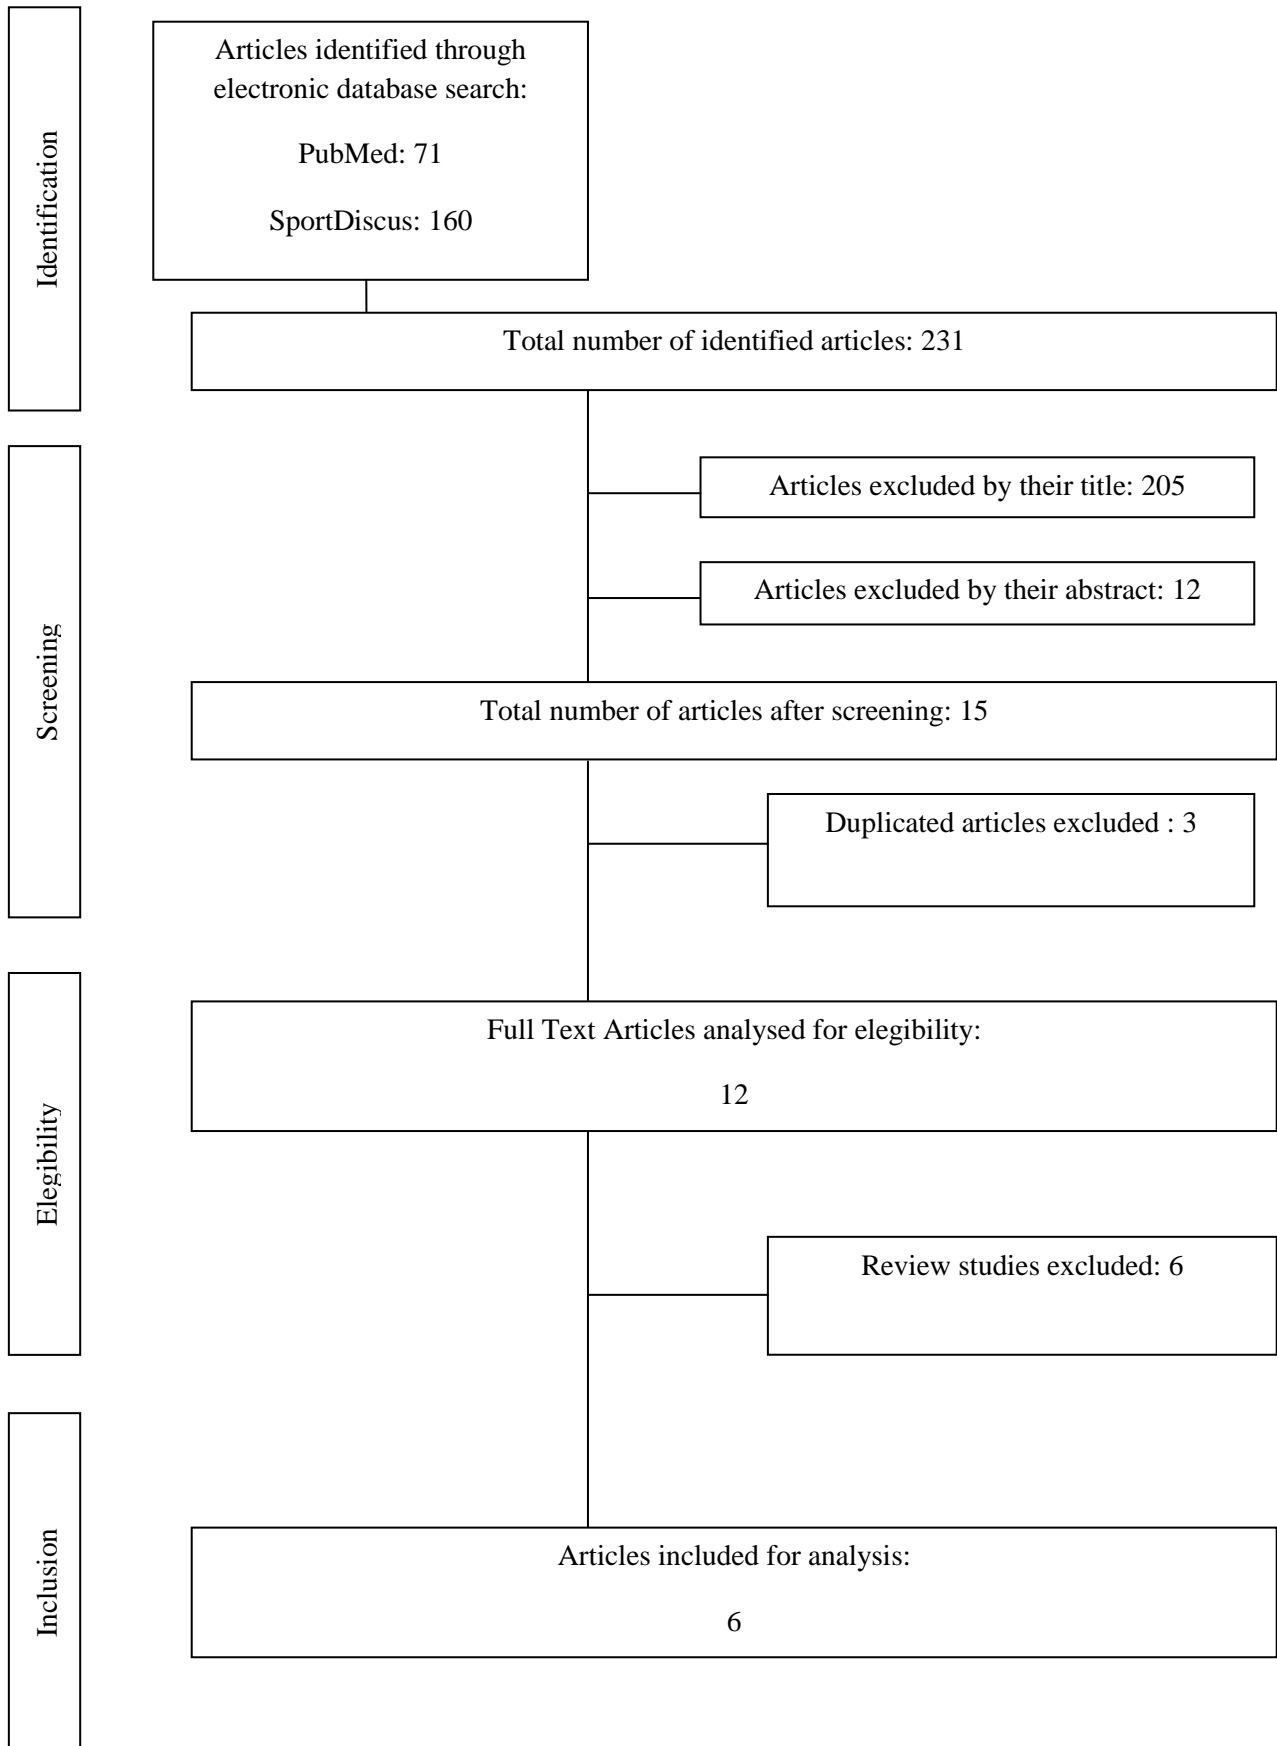 Identification
Articles identified through
electronic database search:
PubMed: 71
SportDiscus: 160
Total number of identified articles: 231
Screening
Articles excluded by their title: 205
Articles excluded by their abstract: 12
Total number of articles after screening: 15
Duplicated articles excluded : 3
Elegibility
Full Text Articles analysed for elegibility:
12
Review studies excluded: 6
Inclusion
Articles included for analysis:
6